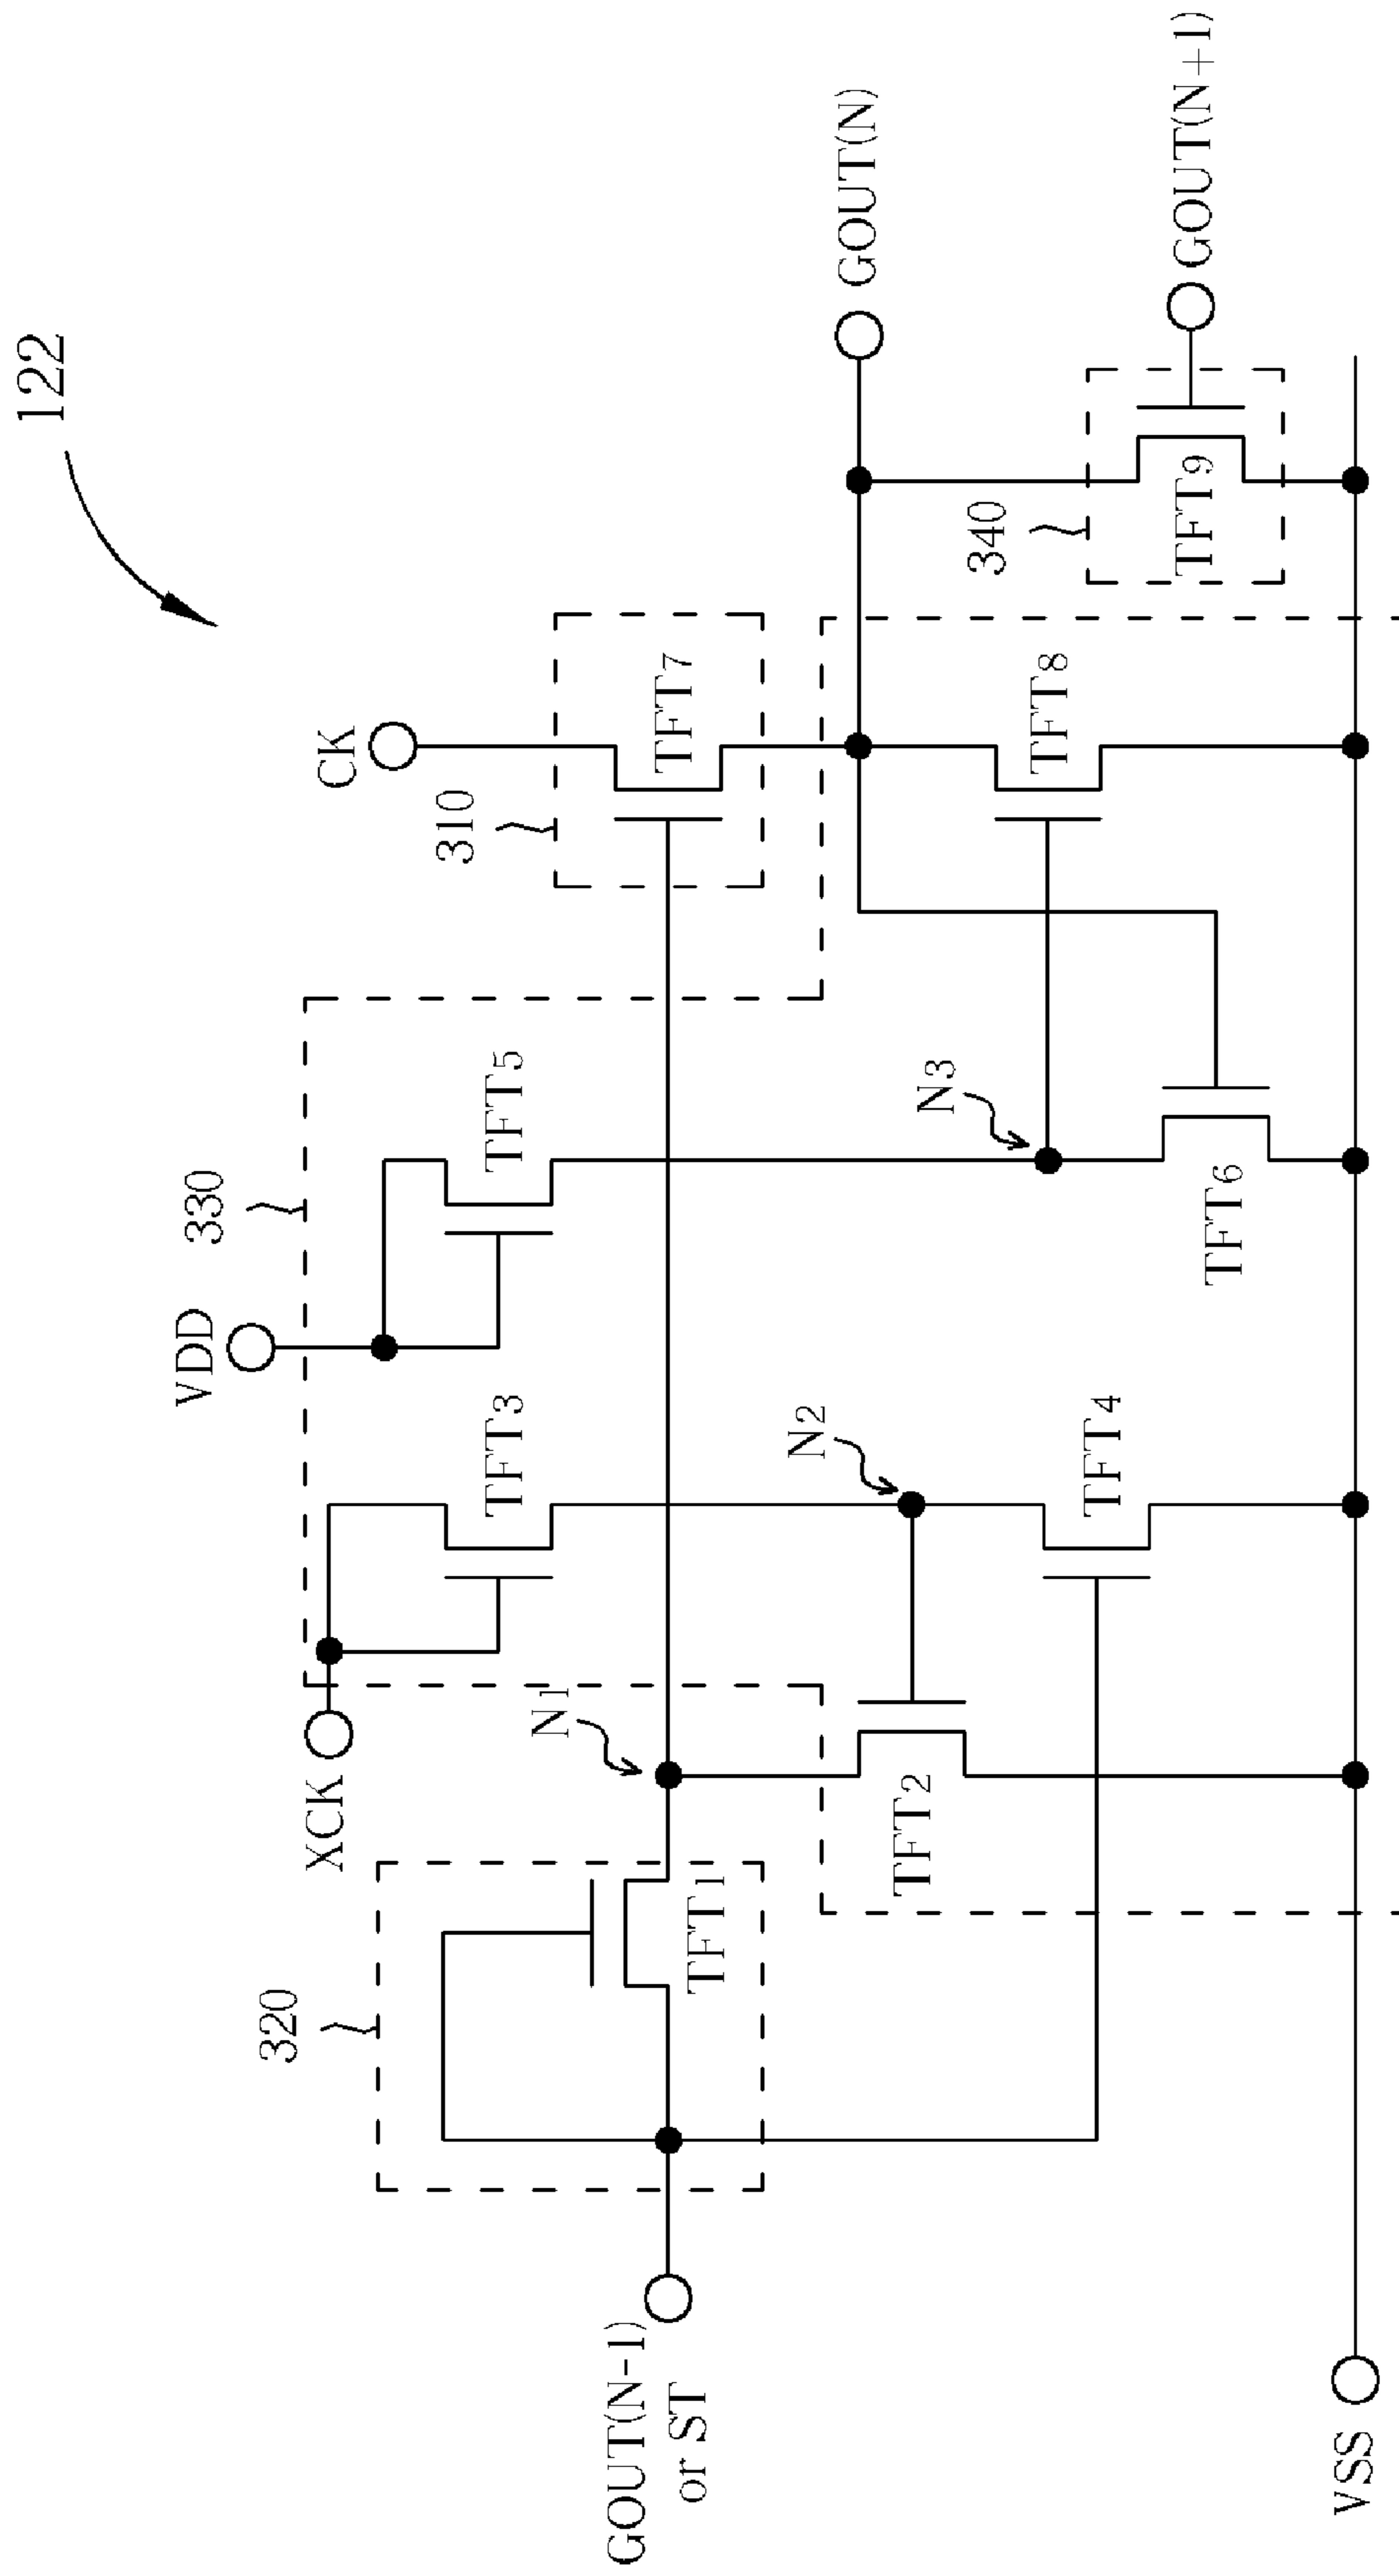 122
CK
310
TFT7
GOUT(N)
340
TFT9
GOUT(N+1)
TFT8
VDD
330
TFT5
N3
TFT6
XCK
TFT3
N2
TFT4
N1
TFT2
320
TFT1
GOUT(N-1)
or ST
VSS